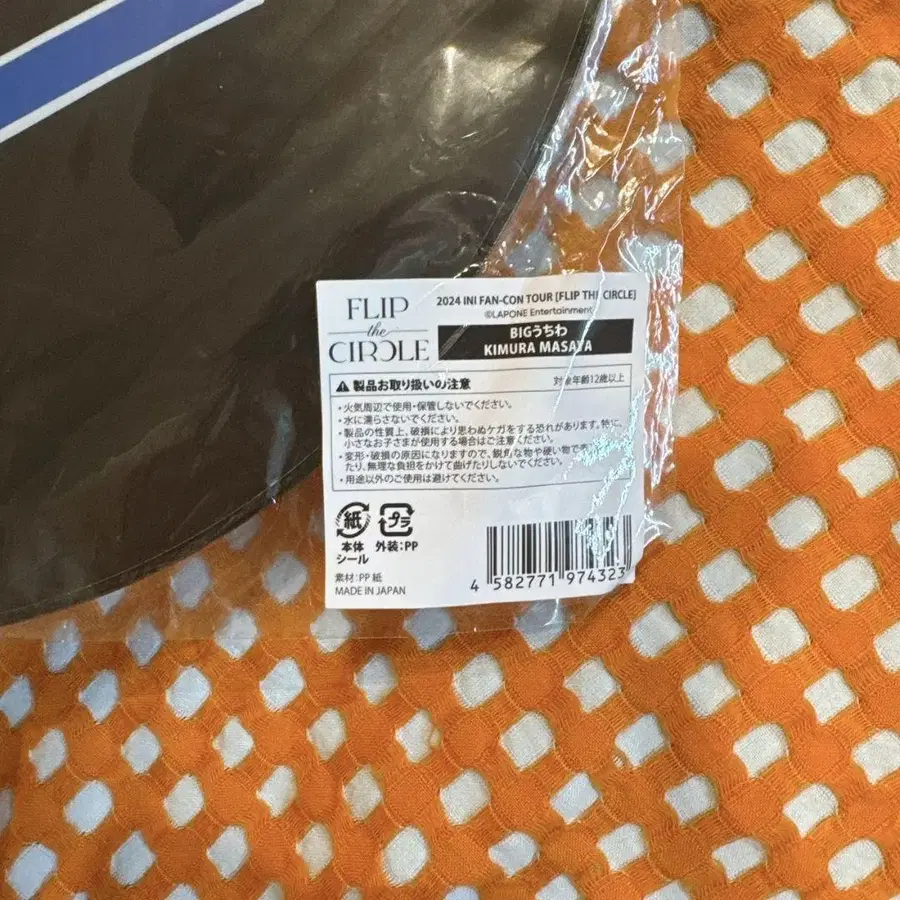 FLIP
the
CIRCLE
2024 INI FAN-CON TOUR [FLIP THE CIRCLE]
©LAPONE Entertainment
BIGうちわ
KIMURA MASAYA
製品お取り扱いの注意
対象年齢12歳以上
・火気周辺で使用・保管しないでください。
・水に濡らさないでください。
・製品の性質上、破損により思わぬケガをする恐れがあります。特に、
小さなお子さまが使用する場合はご注意ください。
・変形・破損の原因になりますので、鋭角な物や硬い物で
たり、無理な負担をかけて曲げたりしないでください。
・用途以外のご使用は避けてください。
紙
プラ
本体
シール
外装：PP
素材：PP 紙
MADE IN JAPAN
4 582771 974323